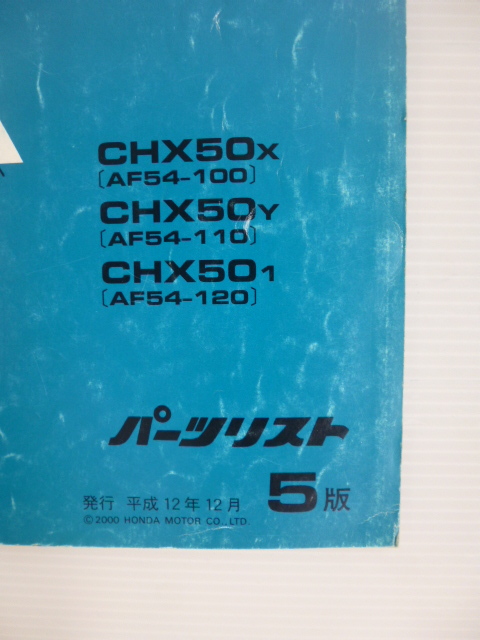 CHX50X
[AF54-100]
CHX50Y
[AF54-110]
CHX501
[AF54-120]
パーツリスト
発行 平成12年12月 5版
©2000 HONDA MOTOR CO., LTD.